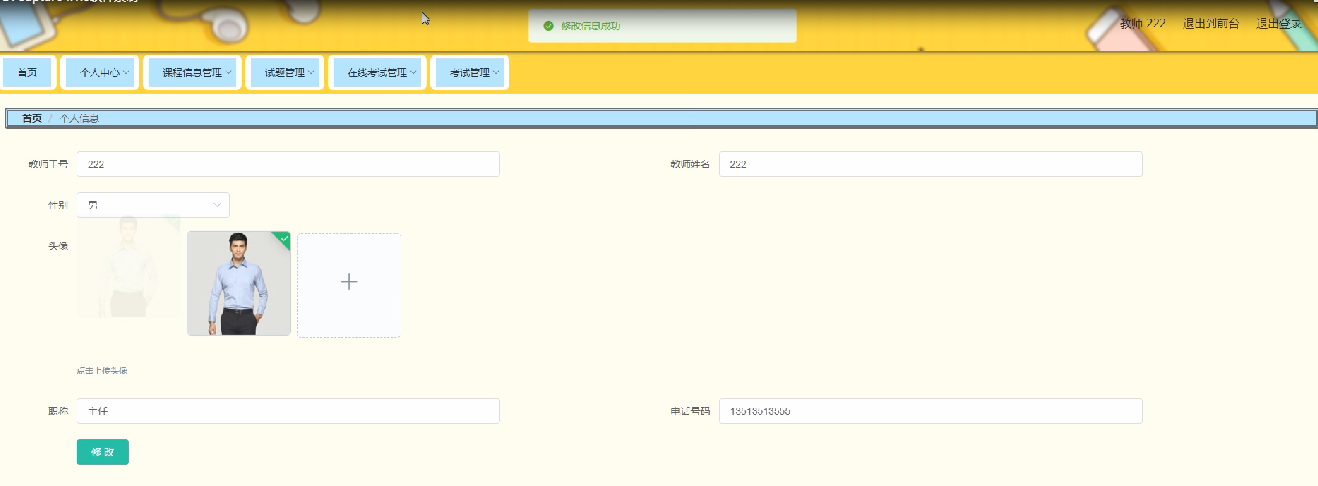 修改信息成功
教师 222 退出到前台 退出登录
首页 个人中心 课程信息管理 试题管理 在线考试管理 考试管理
首页 / 个人信息
教师工号 222 教师姓名 222
性别 男
头像
点击上传头像
职称 主任 电话号码 13513513555
修改